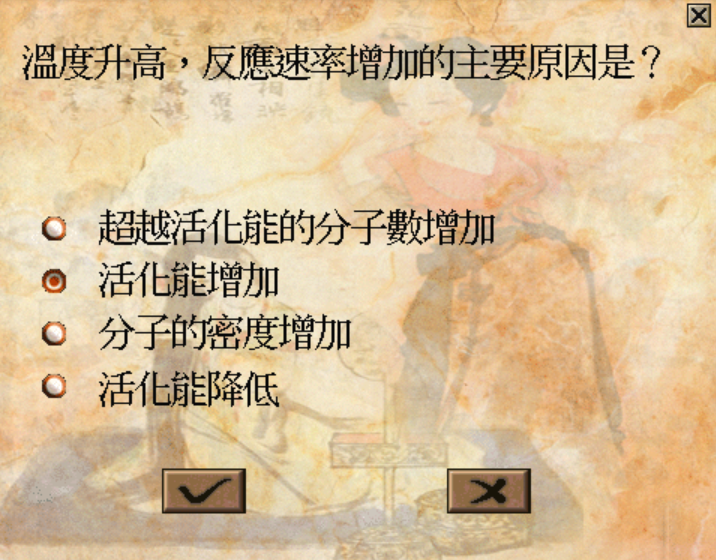 溫度升高，反應速率增加的主要原因是？
超越活化能的分子數增加
活化能增加
分子的密度增加
活化能降低